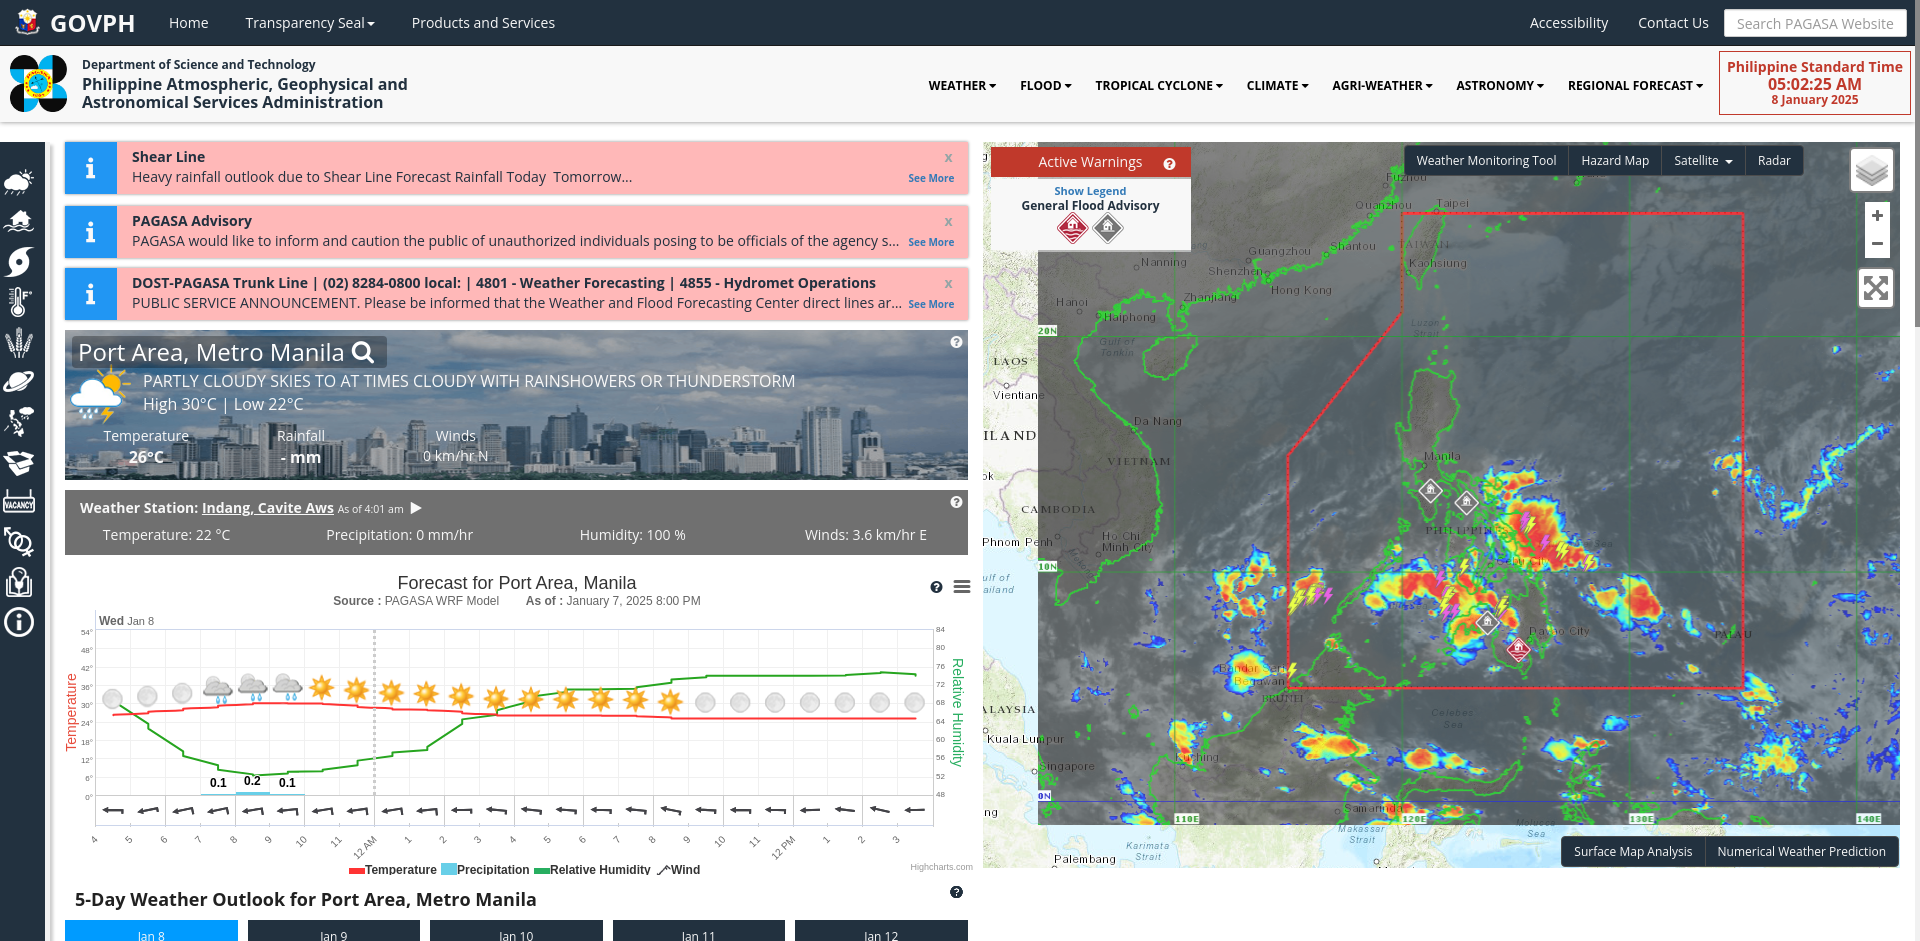 GOVPH
Home
Transparency Seal
Products and Services
Accessibility
Contact Us
Search PAGASA Website
Department of Science and Technology
Philippine Atmospheric, Geophysical and
Astronomical Services Administration
WEATHER
FLOOD
TROPICAL CYCLONE
CLIMATE
AGRI-WEATHER
ASTRONOMY
REGIONAL FORECAST
Philippine Standard Time
05:02:25 AM
8 January 2025
Shear Line
x
Heavy rainfall outlook due to Shear Line Forecast Rainfall Today  Tomorrow...
See More
PAGASA Advisory
x
PAGASA would like to inform and caution the public of unauthorized individuals posing to be officials of the agency s...
See More
DOST-PAGASA Trunk Line | (02) 8284-0800 local: | 4801 - Weather Forecasting | 4855 - Hydromet Operations
x
PUBLIC SERVICE ANNOUNCEMENT. Please be informed that the Weather and Flood Forecasting Center direct lines ar...
See More
Port Area, Metro Manila
PARTLY CLOUDY SKIES TO AT TIMES CLOUDY WITH RAINSHOWERS OR THUNDERSTORM
High 30°C | Low 22°C
Temperature
Rainfall
Winds
26°C
- mm
0 km/hr N
Weather Station: Indang, Cavite Aws As of 4:01 am
Temperature: 22 °C
Precipitation: 0 mm/hr
Humidity: 100 %
Winds: 3.6 km/hr E
VACANCY
Forecast for Port Area, Manila
Source : PAGASA WRF Model
As of : January 7, 2025 8:00 PM
Wed Jan 8
Temperature
54°
48°
42°
36°
30°
24°
18°
12°
6°
0°
84
80
76
72
68
64
60
56
52
48
Relative Humidity
0.1
0.2
0.1
4
5
6
7
8
9
10
11
12 AM
1
2
3
4
5
6
7
8
9
10
11
12 PM
1
2
3
Temperature
Precipitation
Relative Humidity
Wind
Highcharts.com
5-Day Weather Outlook for Port Area, Metro Manila
Jan 8
Jan 9
Jan 10
Jan 11
Jan 12
Active Warnings
Show Legend
General Flood Advisory
Weather Monitoring Tool
Hazard Map
Satellite
Radar
+
−
Fuzhou
Quanzhou
Taipei
Guangzhou
Shantou
TAIWAN
Nanning
Shenzhen
Kaohsiung
Hanoi
Zhanjiang
Hong Kong
Haiphong
20N
Luzon
Strait
Gulf of
Tonkin
LAOS
Vientiane
Da Nang
ILAND
Manila
VIETNAM
ok
CAMBODIA
PHILIPPINES
Phnom Penh
Ho Chi
Minh City
10N
ulf of
ailand
Davao City
PALAU
Bandar Seri
Begawan
BRUNEI
ALAYSIA
Celebes
Sea
Kuala Lumpur
Kuching
Singapore
0N
ng
Samarinda
110E
120E
130E
140E
Makassar
Strait
Molucca
Sea
Karimata
Strait
Palembang
Surface Map Analysis
Numerical Weather Prediction